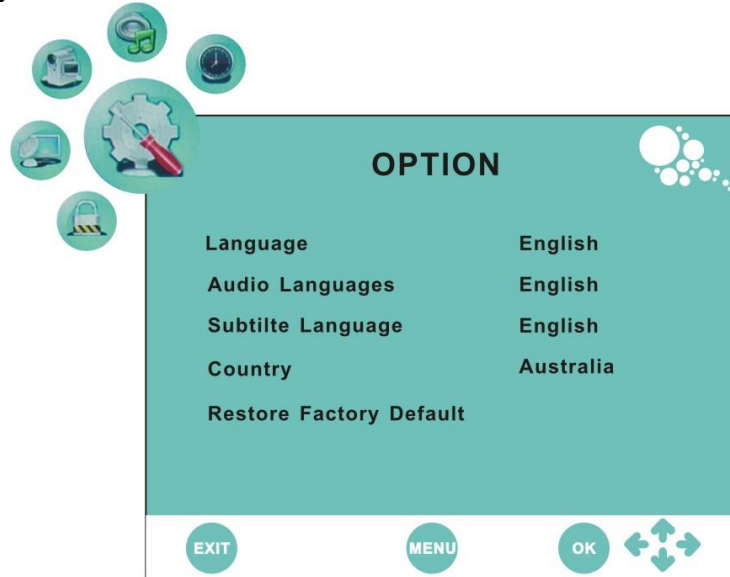 OPTION
Language English
Audio Languages English
Subtilte Language English
Country Australia
Restore Factory Default
EXIT MENU OK